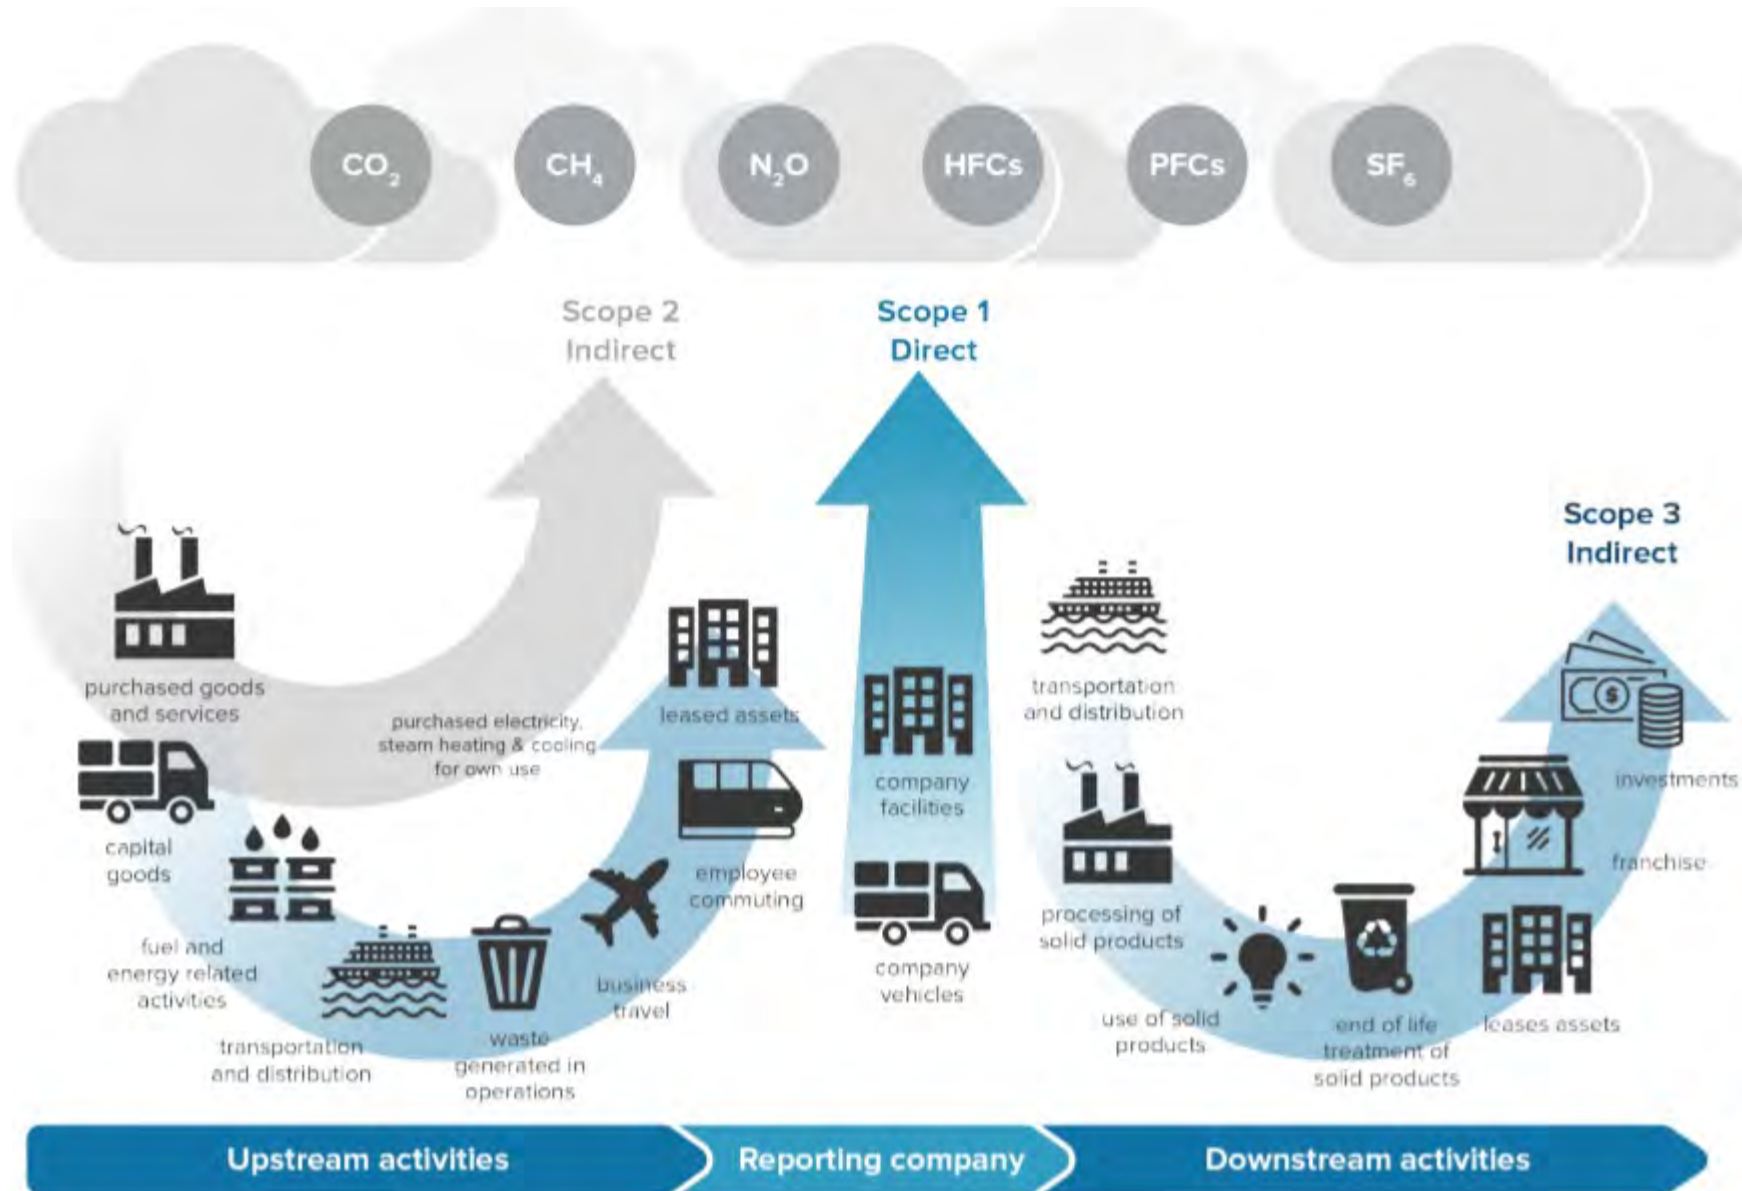 CO2
CH4
N2O
HFCs
PFCs
SF6
Scope 2
Indirect
Scope 1
Direct
Scope 3
Indirect
purchased goods
and services
purchased electricity,
steam heating & cooling
for own use
leased assets
capital
goods
employee
commuting
fuel and
energy related
activities
business
travel
transportation
and distribution
waste
generated in
operations
company
facilities
company
vehicles
transportation
and distribution
processing of
solid products
use of solid
products
end of life
treatment of
solid products
leases assets
franchise
investments
$
Upstream activities
Reporting company
Downstream activities